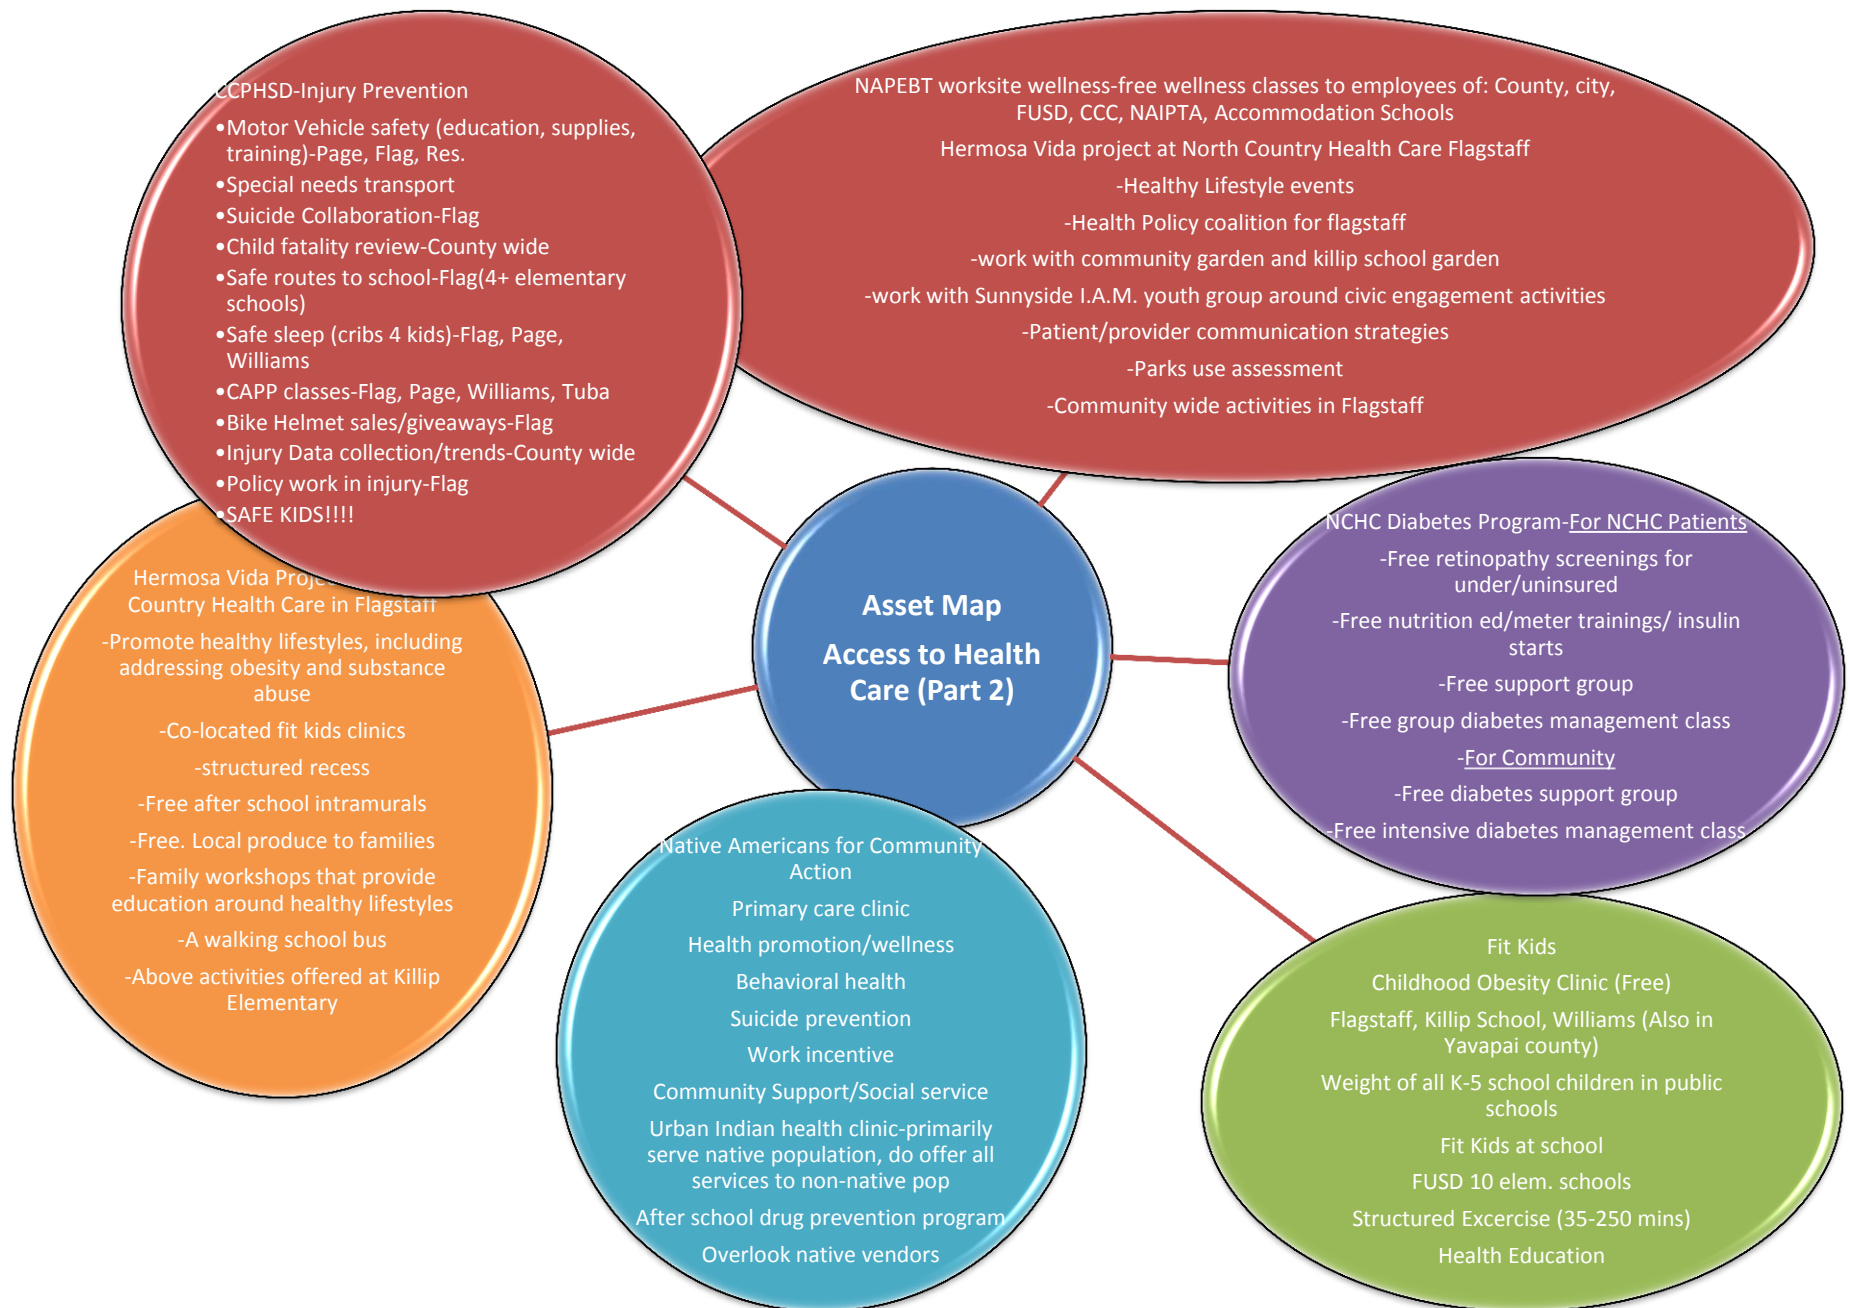 CCPHSD-Injury Prevention
•Motor Vehicle safety (education, supplies,
training)-Page, Flag, Res.
•Special needs transport
•Suicide Collaboration-Flag
•Child fatality review-County wide
•Safe routes to school-Flag(4+ elementary
schools)
•Safe sleep (cribs 4 kids)-Flag, Page,
Williams
•CAPP classes-Flag, Page, Williams, Tuba
•Bike Helmet sales/giveaways-Flag
•Injury Data collection/trends-County wide
•Policy work in injury-Flag
•SAFE KIDS!!!!
NAPEBT worksite wellness-free wellness classes to employees of: County, city,
FUSD, CCC, NAIPTA, Accommodation Schools
Hermosa Vida project at North Country Health Care Flagstaff
-Healthy Lifestyle events
-Health Policy coalition for flagstaff
-work with community garden and killip school garden
-work with Sunnyside I.A.M. youth group around civic engagement activities
-Patient/provider communication strategies
-Parks use assessment
-Community wide activities in Flagstaff
Asset Map
Access to Health
Care (Part 2)
NCHC Diabetes Program-For NCHC Patients
-Free retinopathy screenings for
under/uninsured
-Free nutrition ed/meter trainings/ insulin
starts
-Free support group
-Free group diabetes management class
-For Community
-Free diabetes support group
-Free intensive diabetes management class
Hermosa Vida
Country Health Care in Flagstaff
-Promote healthy lifestyles, including
addressing obesity and substance
abuse
-Co-located fit kids clinics
-structured recess
-Free after school intramurals
-Free. Local produce to families
-Family workshops that provide
education around healthy lifestyles
-A walking school bus
-Above activities offered at Killip
Elementary
Native Americans for Community
Action
Primary care clinic
Health promotion/wellness
Behavioral health
Suicide prevention
Work incentive
Community Support/Social service
Urban Indian health clinic-primarily
serve native population, do offer all
services to non-native pop
After school drug prevention program
Overlook native vendors
Fit Kids
Childhood Obesity Clinic (Free)
Flagstaff, Killip School, Williams (Also in
Yavapai county)
Weight of all K-5 school children in public
schools
Fit Kids at school
FUSD 10 elem. schools
Structured Excercise (35-250 mins)
Health Education